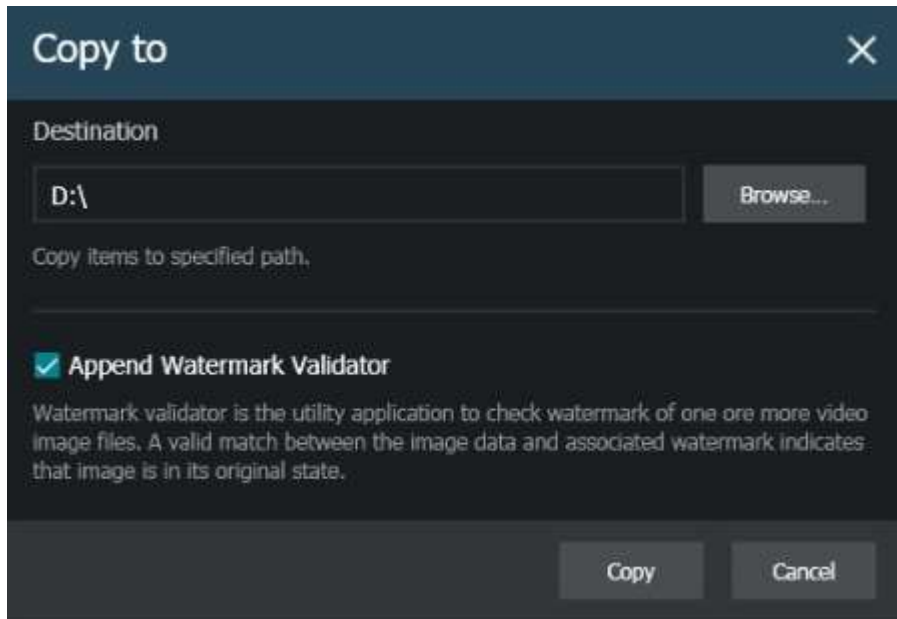 Copy to
Destination
D:\
Browse...
Copy items to specified path.
Append Watermark Validator
Watermark validator is the utility application to check watermark of one ore more video
image files. A valid match between the image data and associated watermark indicates
that image is in its original state.
Copy
Cancel